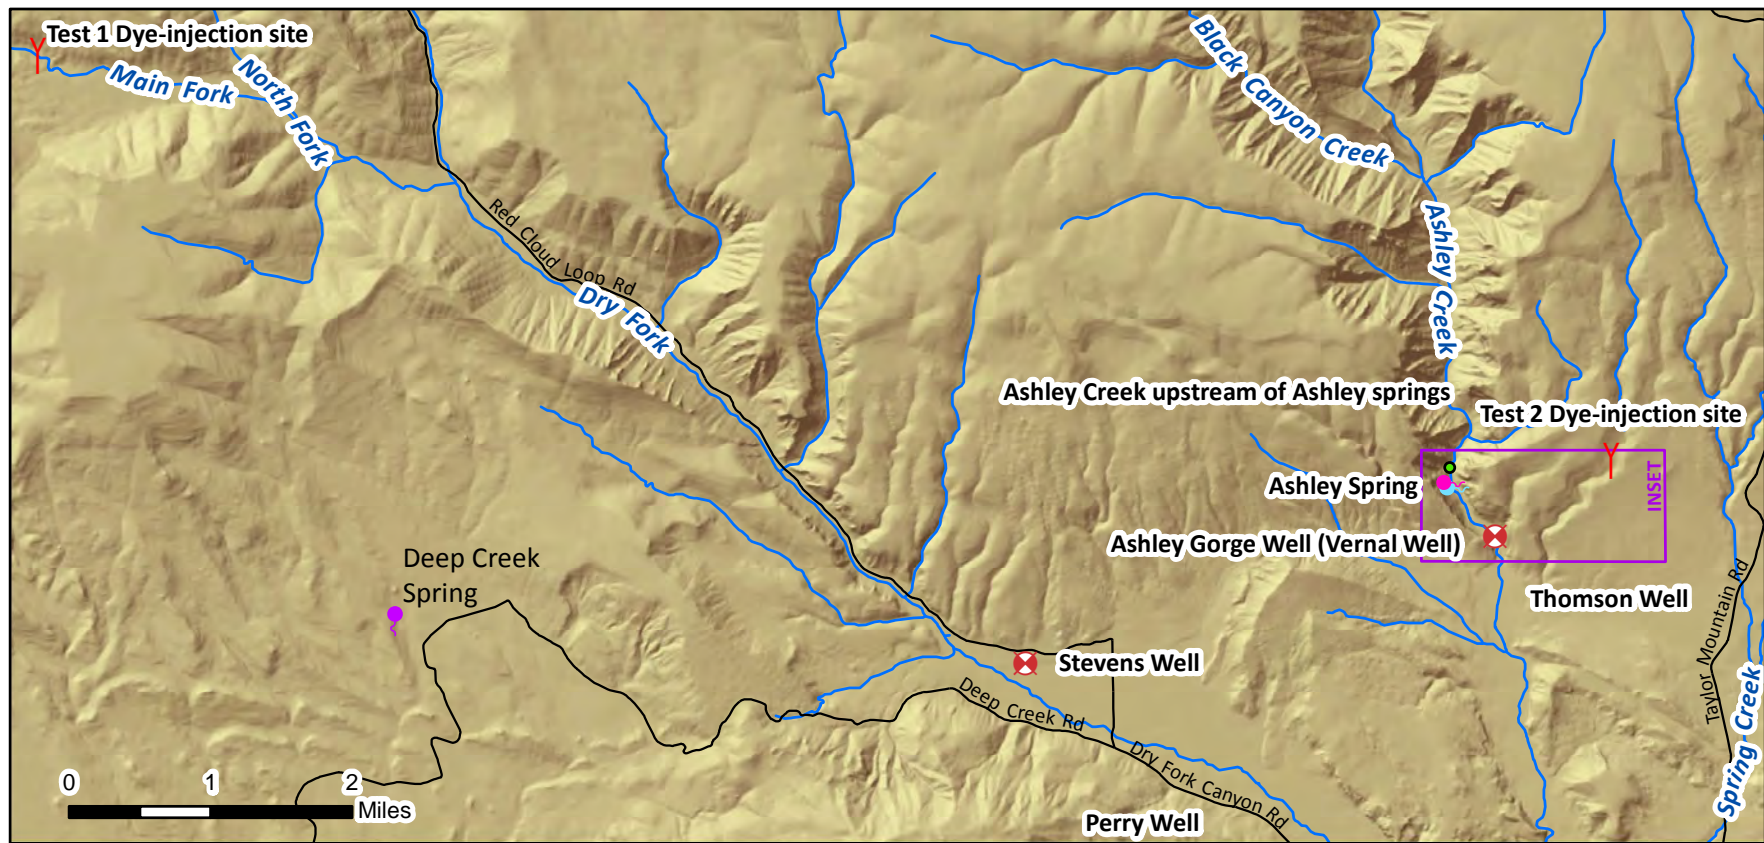 Test 1 Dye-injection site
Main Fork
North Fork
Black Canyon Creek
Ashley Creek
Red Cloud Loop Rd
Dry Fork
Ashley Creek upstream of Ashley springs
Test 2 Dye-injection site
INSET
Ashley Spring
Ashley Gorge Well (Vernal Well)
Deep Creek
Spring
Thomson Well
Taylor Mountain Rd
Stevens Well
Deep Creek Rd
Dry Fork Canyon Rd
Spring Creek
0 1 2
Miles
Perry Well